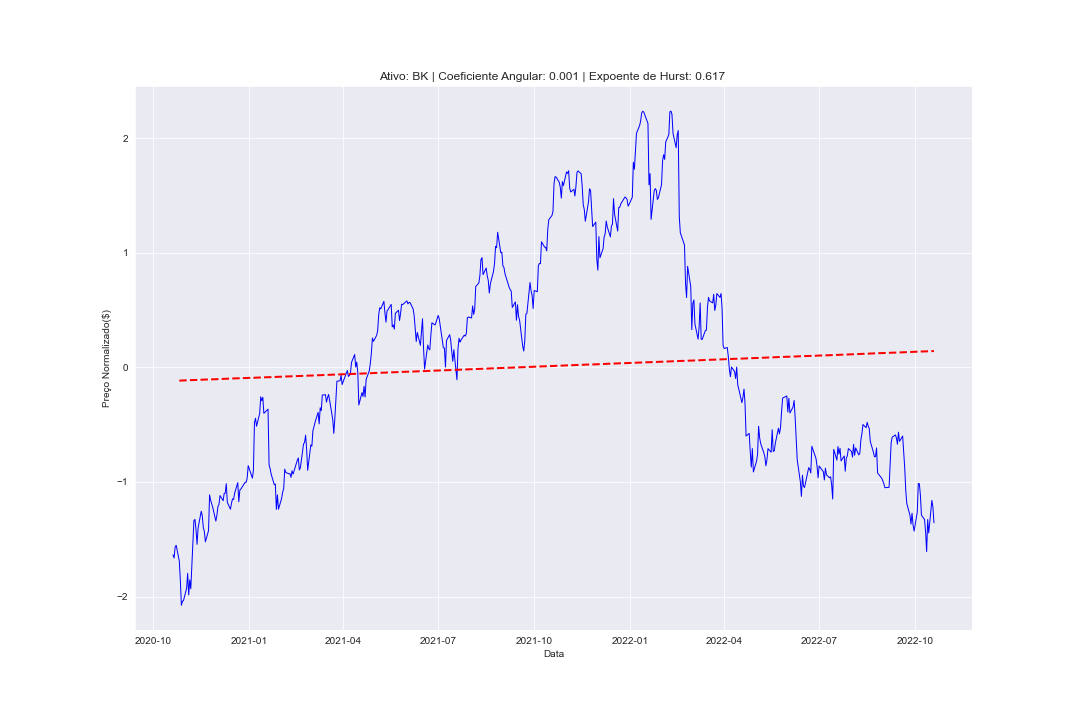 Ativo: BK | Coeficiente Angular: 0.001 | Expoente de Hurst: 0.617
Preço Normalizado($)
2
1
0
−1
−2
2020-10 2021-01 2021-04 2021-07 2021-10 2022-01 2022-04 2022-07 2022-10
Data